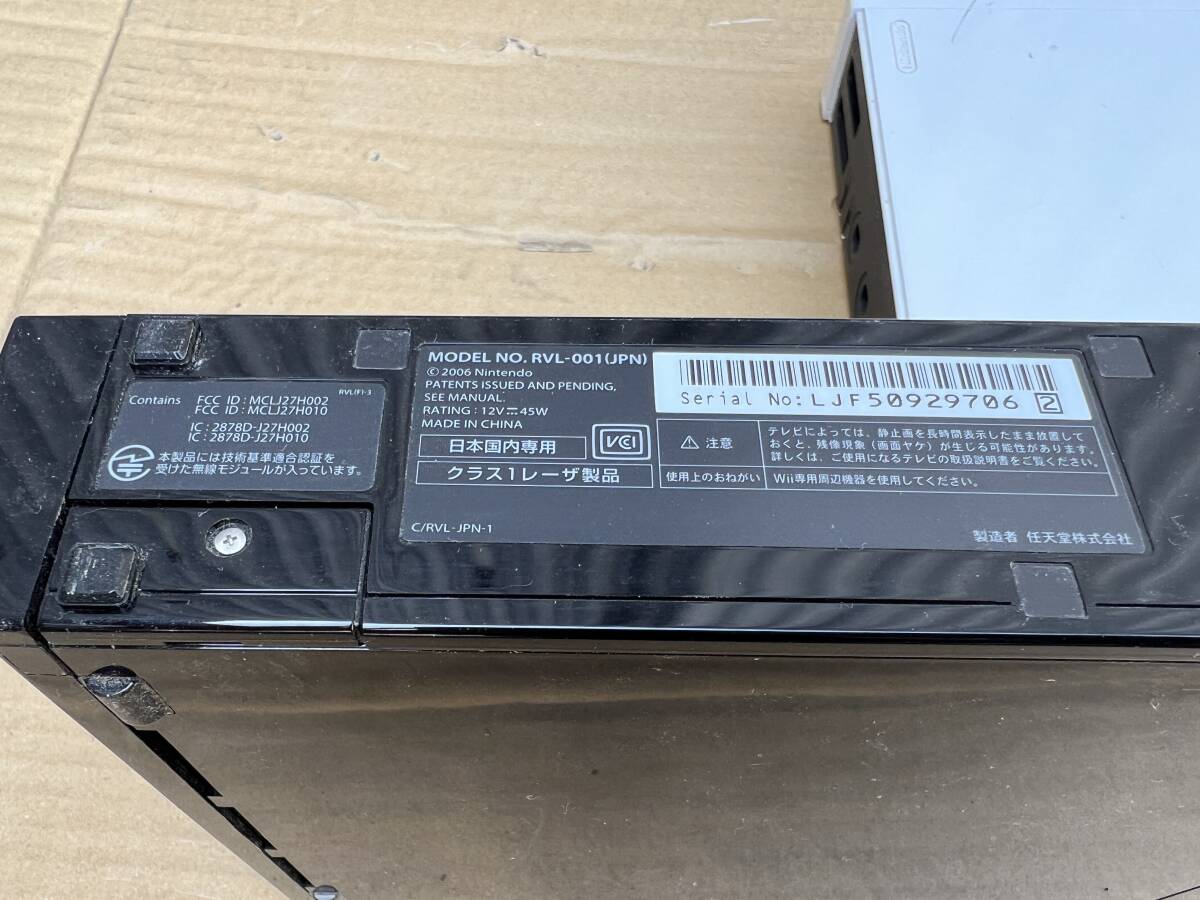 Nintendo
Contains
RVL(F)-3
FCC ID : MCLJ27H002
FCC ID : MCLJ27H010
IC : 2878D-J27H002
IC : 2878D-J27H010
本製品には技術基準適合認証を
受けた無線モジュールが入っています。
MODEL NO. RVL-001(JPN)
© 2006 Nintendo
PATENTS ISSUED AND PENDING,
SEE MANUAL.
RATING : 12V⎓45W
MADE IN CHINA
日本国内専用
VCI
クラス1レーザ製品
C/RVL-JPN-1
Serial No: LJF50929706 2
⚠ 注意
テレビによっては、静止画を長時間表示したまま放置して
おくと、残像現象（画面ヤケ）が生じる可能性があります。
詳しくは、ご使用になるテレビの取扱説明書をご覧ください。
使用上のおねがい
Wii専用周辺機器を使用してください。
製造者 任天堂株式会社